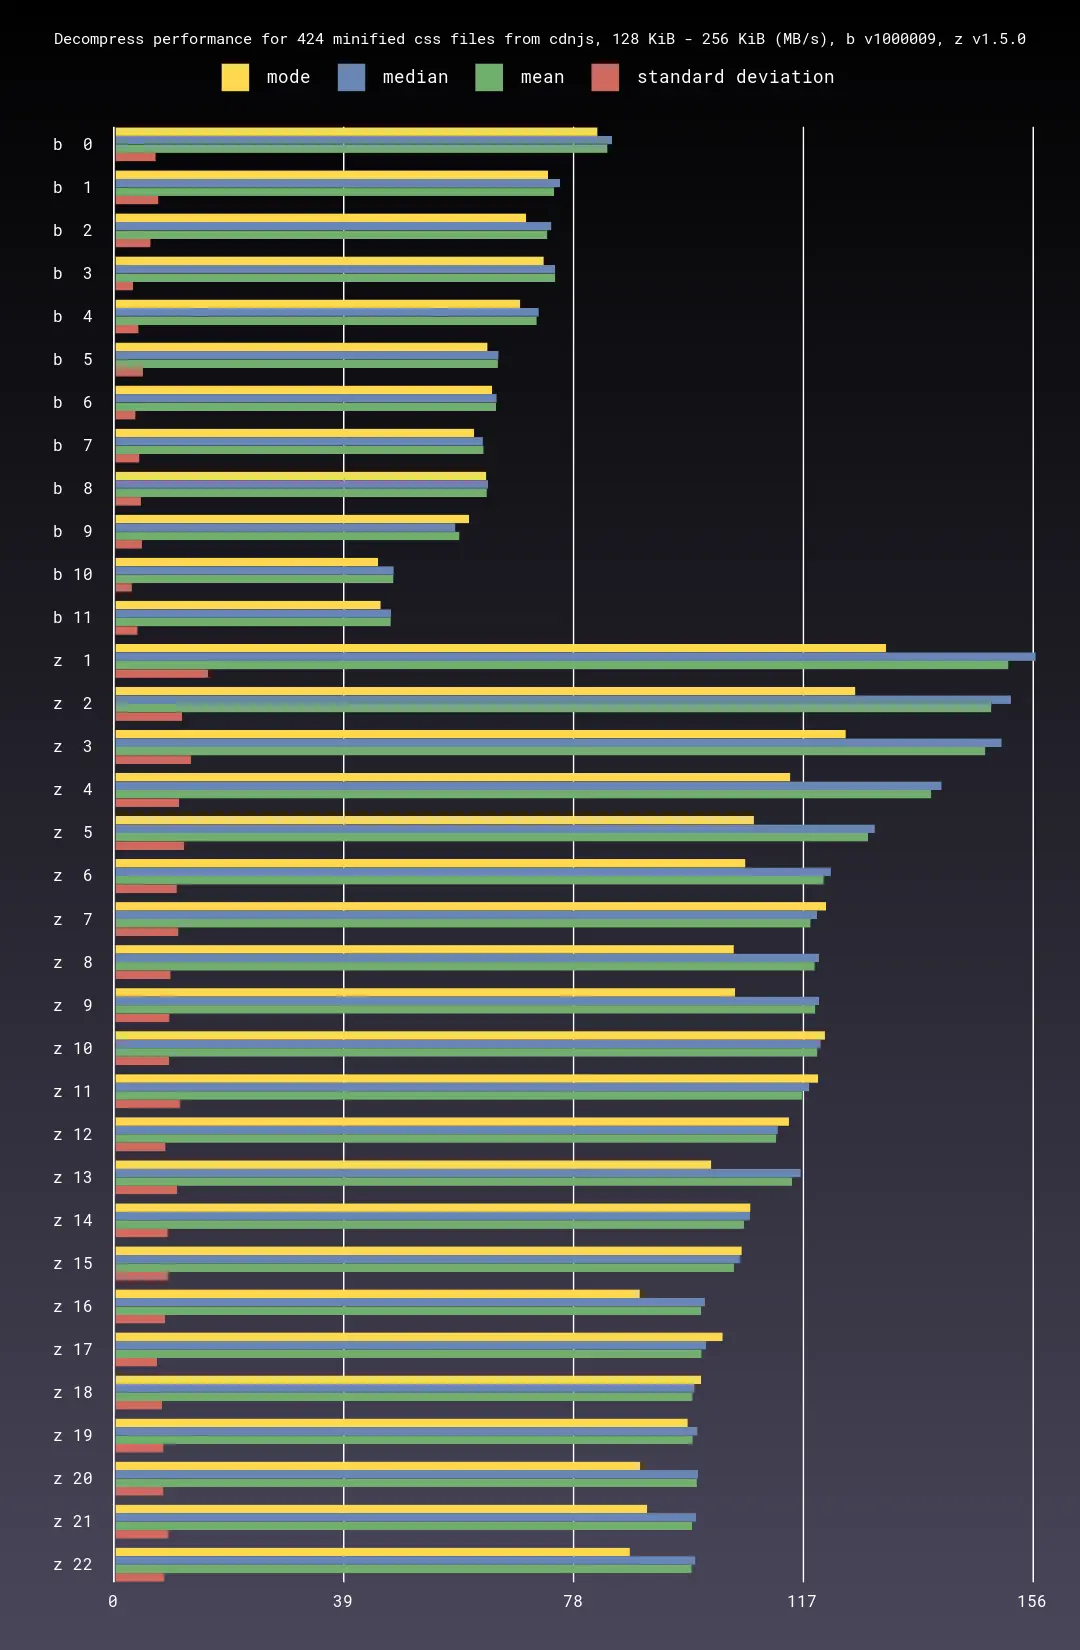 Decompress performance for 424 minified css files from cdnjs, 128 KiB - 256 KiB (MB/s), b v1000009, z v1.5.0
mode median mean standard deviation
b 0
b 1
b 2
b 3
b 4
b 5
b 6
b 7
b 8
b 9
b 10
b 11
z 1
z 2
z 3
z 4
z 5
z 6
z 7
z 8
z 9
z 10
z 11
z 12
z 13
z 14
z 15
z 16
z 17
z 18
z 19
z 20
z 21
z 22
0 39 78 117 156